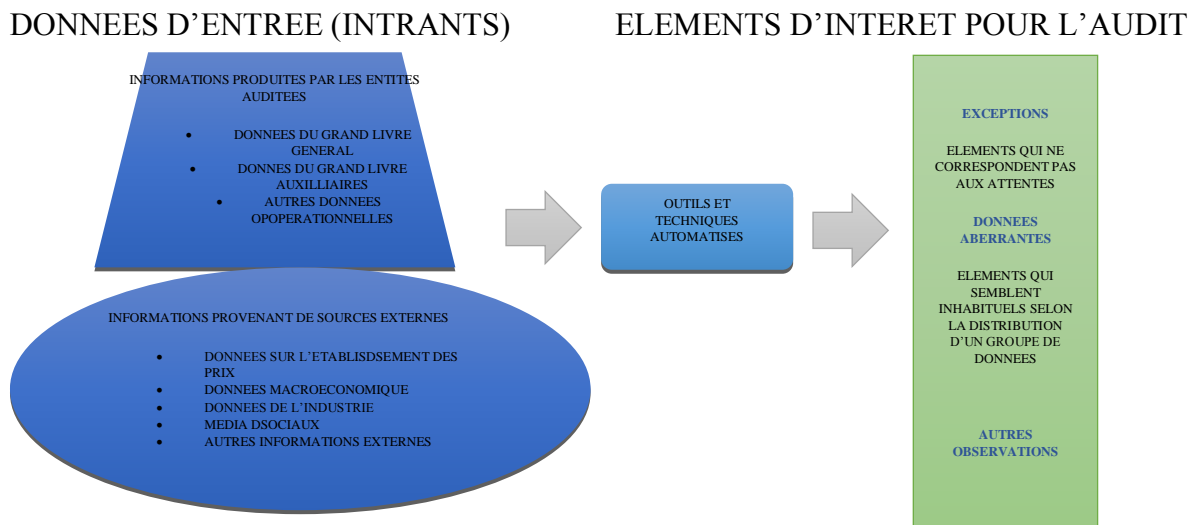 DONNEES D'ENTREE (INTRANTS)
ELEMENTS D'INTERET POUR L'AUDIT
INFORMATIONS PRODUITES PAR LES ENTITES
AUDITEES
• DONNEES DU GRAND LIVRE
GENERAL
• DONNES DU GRAND LIVRE
AUXILLIAIRES
• AUTRES DONNEES
OPOPERATIONNELLES
INFORMATIONS PROVENANT DE SOURCES EXTERNES
• DONNEES SUR L'ETABLISDSEMENT DES
PRIX
• DONNEES MACROECONOMIQUE
• DONNEES DE L'INDUSTRIE
• MEDIA DSOCIAUX
• AUTRES INFORMATIONS EXTERNES
OUTILS ET
TECHNIQUES
AUTOMATISES
EXCEPTIONS
ELEMENTS QUI NE
CORRESPONDENT PAS
AUX ATTENTES
DONNEES
ABERRANTES
ELEMENTS QUI
SEMBLENT
INHABITUELS SELON
LA DISTRIBUTION
D'UN GROUPE DE
DONNEES
AUTRES
OBSERVATIONS